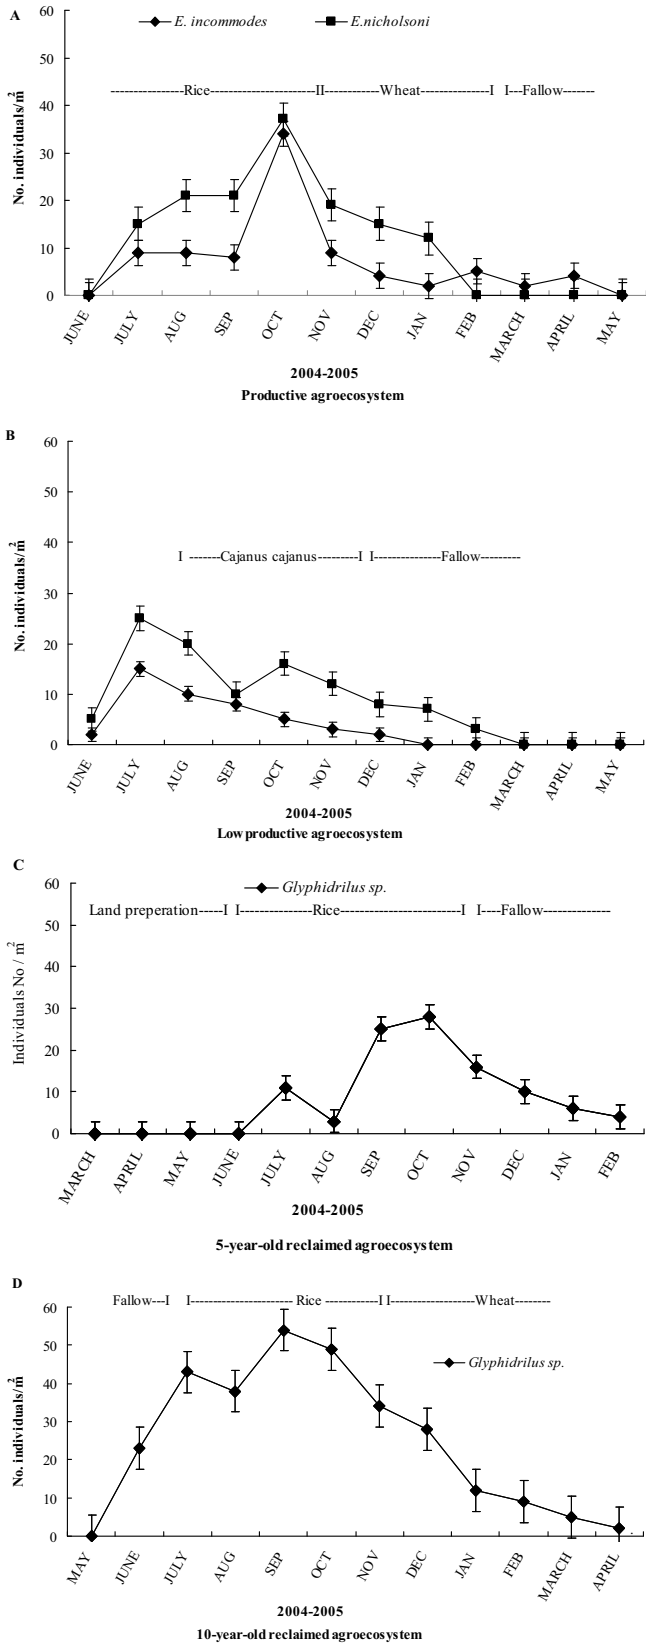 A
E. incommodes
E.nicholsoni
60
50
40
30
20
10
0
No. individuals/m²
----------------Rice-----------------------II-----------Wheat--------------I I---Fallow------------
JUNE
JULY
AUG
SEP
OCT
NOV
DEC
JAN
FEB
MARCH
APRIL
MAY
2004-2005
Productive agroecosystem
B
60
50
40
30
20
10
0
No. individuals/m²
I -------Cajanus cajanus---------I I---------------Fallow---------
JUNE
JULY
AUG
SEP
OCT
NOV
DEC
JAN
FEB
MARCH
APRIL
MAY
2004-2005
Low productive agroecosystem
C
Glyphidrilus sp.
60
50
40
30
20
10
0
Individuals No / m²
Land preperation-----I I----------------Rice--------------------------I I----Fallow---------------
MARCH
APRIL
MAY
JUNE
JULY
AUG
SEP
OCT
NOV
DEC
JAN
FEB
2004-2005
5-year-old reclaimed agroecosystem
D
Fallow---I I----------------------- Rice ------------I I------------------Wheat---------
Glyphidrilus sp.
60
50
40
30
20
10
0
No. individuals/m²
MAY
JUNE
JULY
AUG
SEP
OCT
NOV
DEC
JAN
FEB
MARCH
APRIL
2004-2005
10-year-old reclaimed agroecosystem